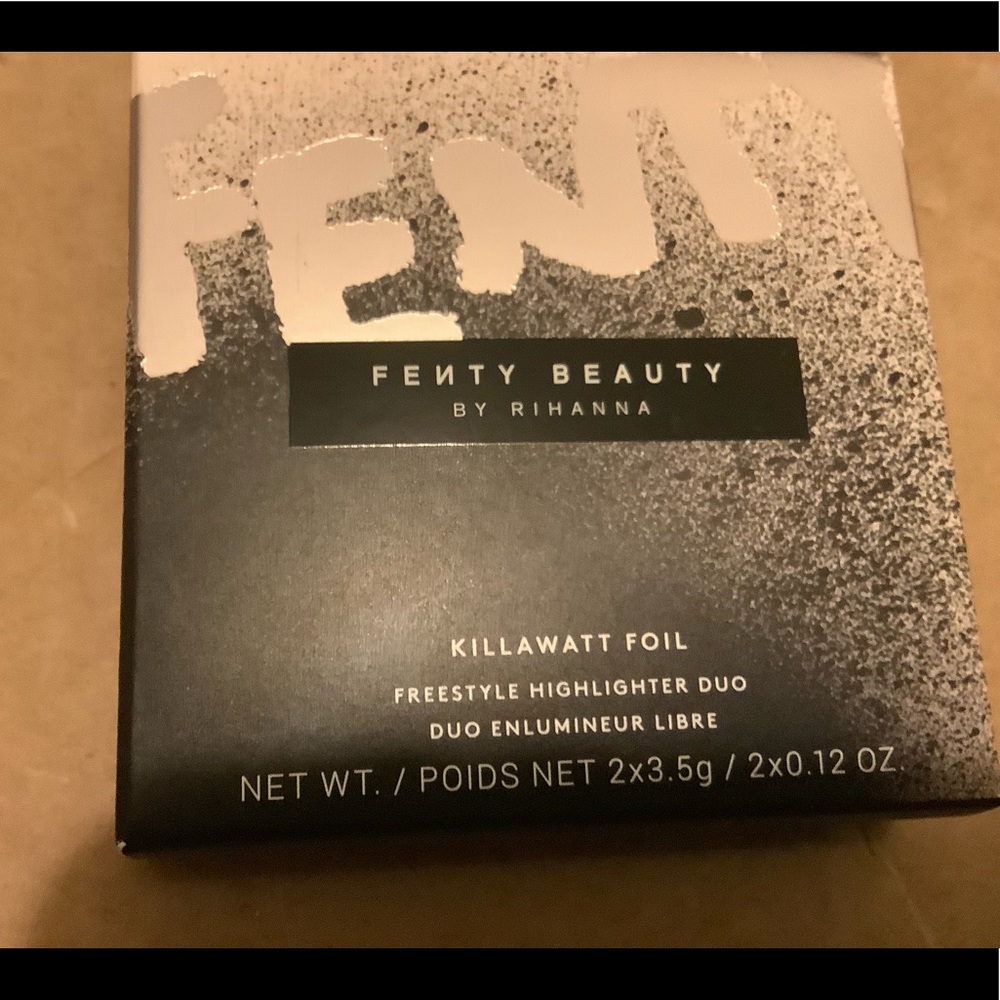 FENTY
FEИTY BEAUTY
BY RIHANNA
KILLAWATT FOIL
FREESTYLE HIGHLIGHTER DUO
DUO ENLUMINEUR LIBRE
NET WT. / POIDS NET 2x3.5g / 2x0.12 OZ.